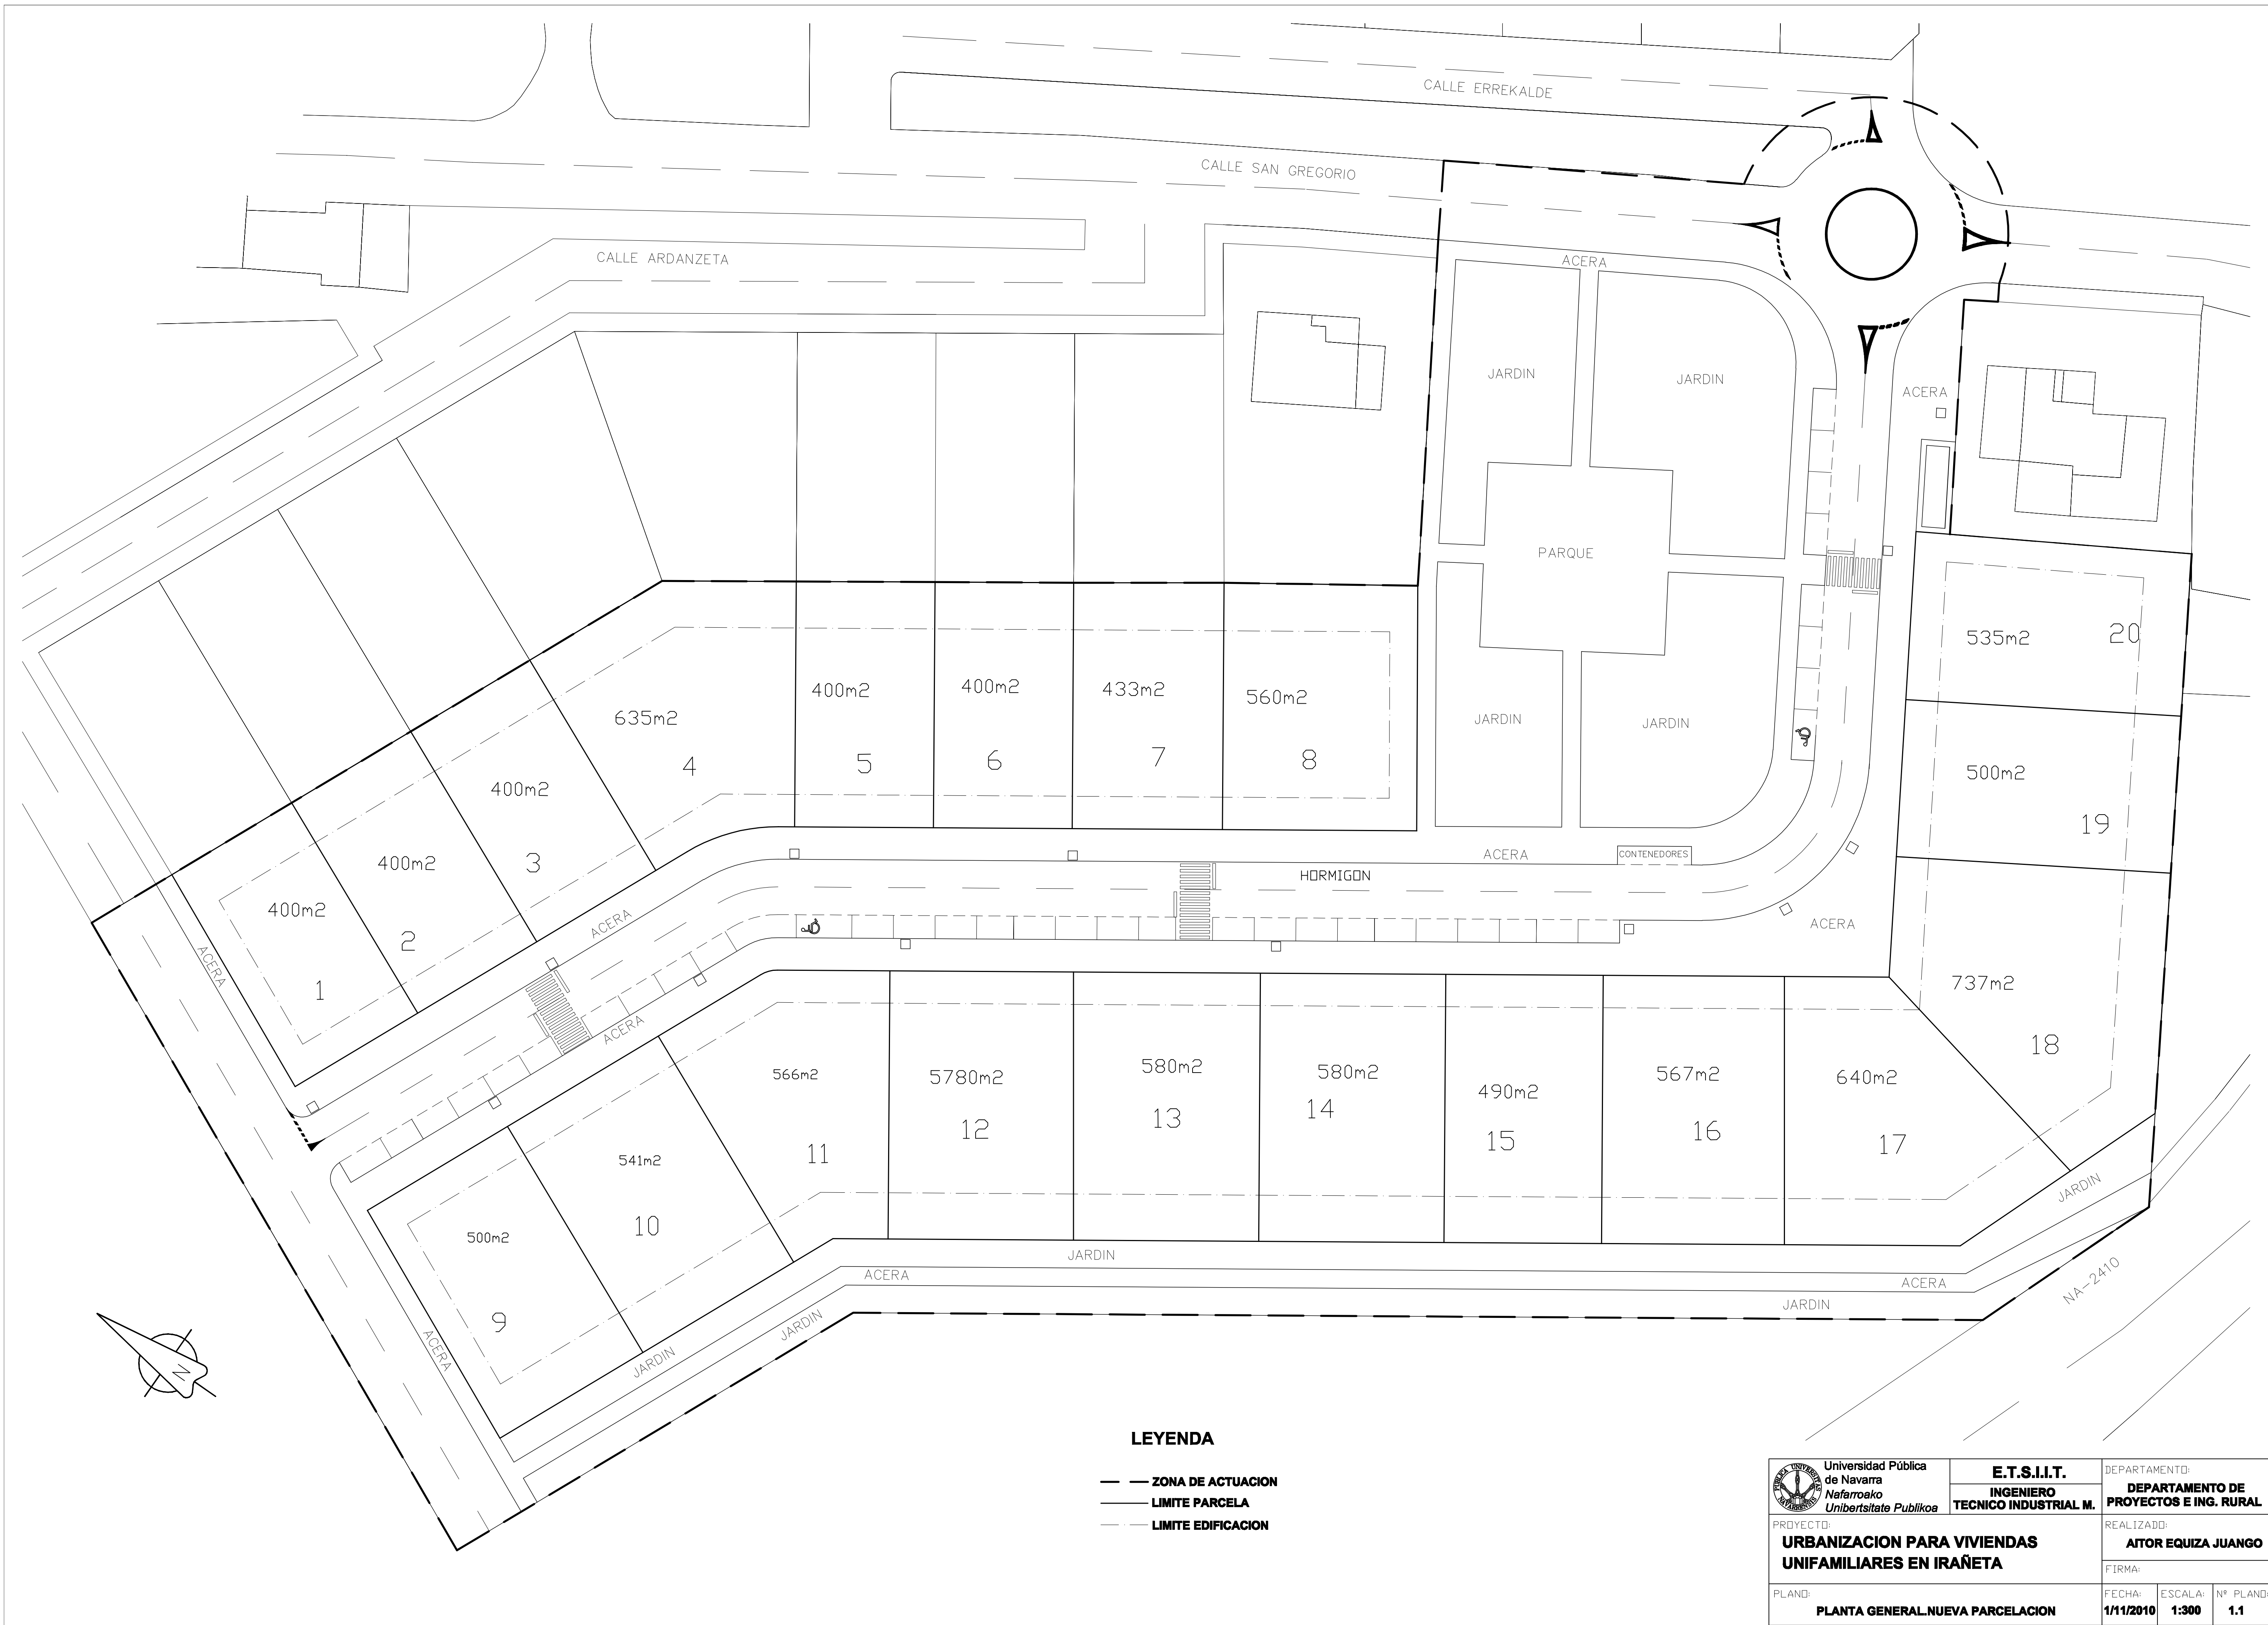 CALLE ERREKALDE
CALLE SAN GREGORIO
CALLE ARDANZETA
ACERA
JARDIN
JARDIN
ACERA
PARQUE
JARDIN
JARDIN
535m2
20
500m2
19
737m2
18
635m2
4
400m2
5
400m2
6
433m2
7
560m2
8
400m2
3
400m2
2
400m2
1
ACERA
ACERA
ACERA
ACERA
CONTENEDORES
HORMIGON
ACERA
500m2
9
541m2
10
566m2
11
5780m2
12
580m2
13
580m2
14
490m2
15
567m2
16
640m2
17
JARDIN
JARDIN
ACERA
ACERA
JARDIN
JARDIN
JARDIN
ACERA
NA-2410
N
LEYENDA
ZONA DE ACTUACION
LIMITE PARCELA
LIMITE EDIFICACION
Universidad Pública
de Navarra
Nafarroako
Unibertsitate Publikoa
E.T.S.I.I.T.
INGENIERO
TECNICO INDUSTRIAL M.
DEPARTAMENTO:
DEPARTAMENTO DE
PROYECTOS E ING. RURAL
PROYECTO:
URBANIZACION PARA VIVIENDAS
UNIFAMILIARES EN IRAÑETA
REALIZADO:
AITOR EQUIZA JUANGO
FIRMA:
PLANO:
PLANTA GENERAL.NUEVA PARCELACION
FECHA:
1/11/2010
ESCALA:
1:300
Nº PLANO:
1.1